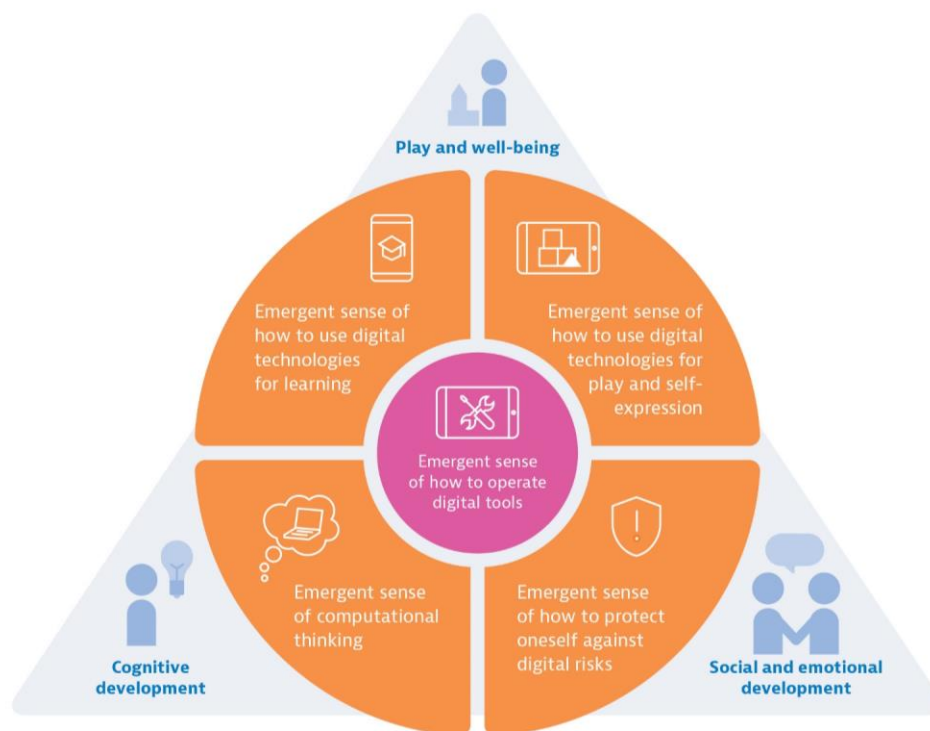 Play and well-being
Emergent sense of
how to use digital
technologies
for learning
Emergent sense of
how to use digital
technologies for
play and self-
expression
Emergent sense
of how to operate
digital tools
Emergent sense
of computational
thinking
Emergent sense
of how to protect
oneself against
digital risks
Cognitive
development
Social and emotional
development